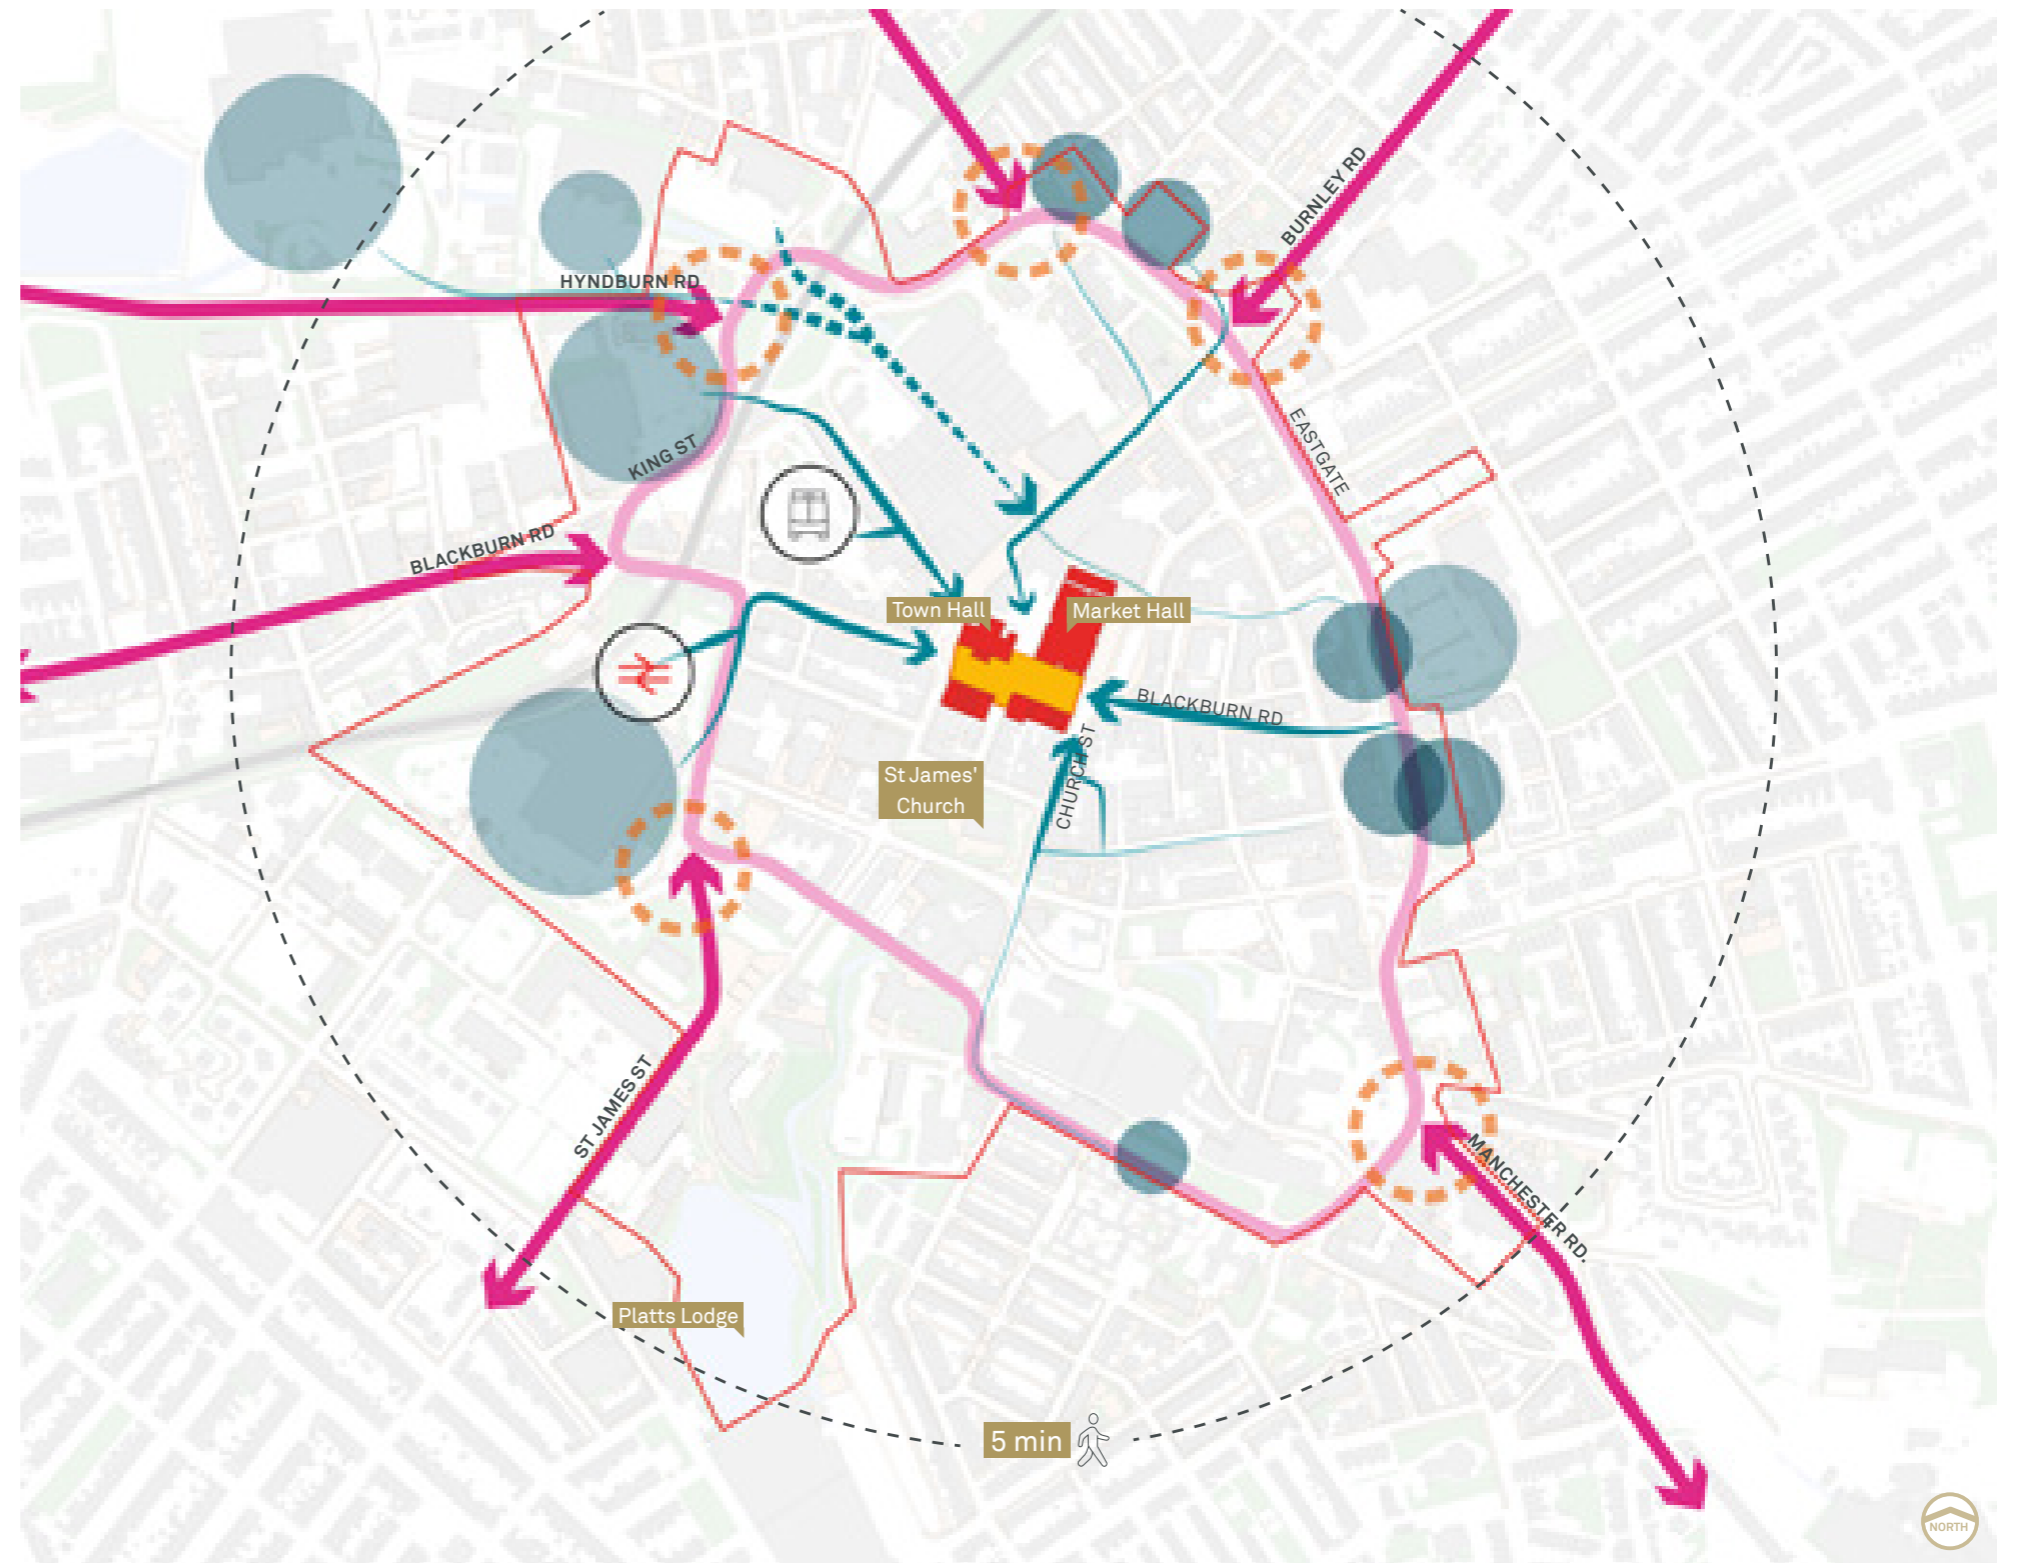 HYNDBURN RD
BURNLEY RD
KING ST
EASTGATE
BLACKBURN RD
Town Hall
Market Hall
BLACKBURN RD
St James'
Church
CHURCH ST
ST JAMES ST
MANCHESTER RD.
Platts Lodge
5 min
NORTH